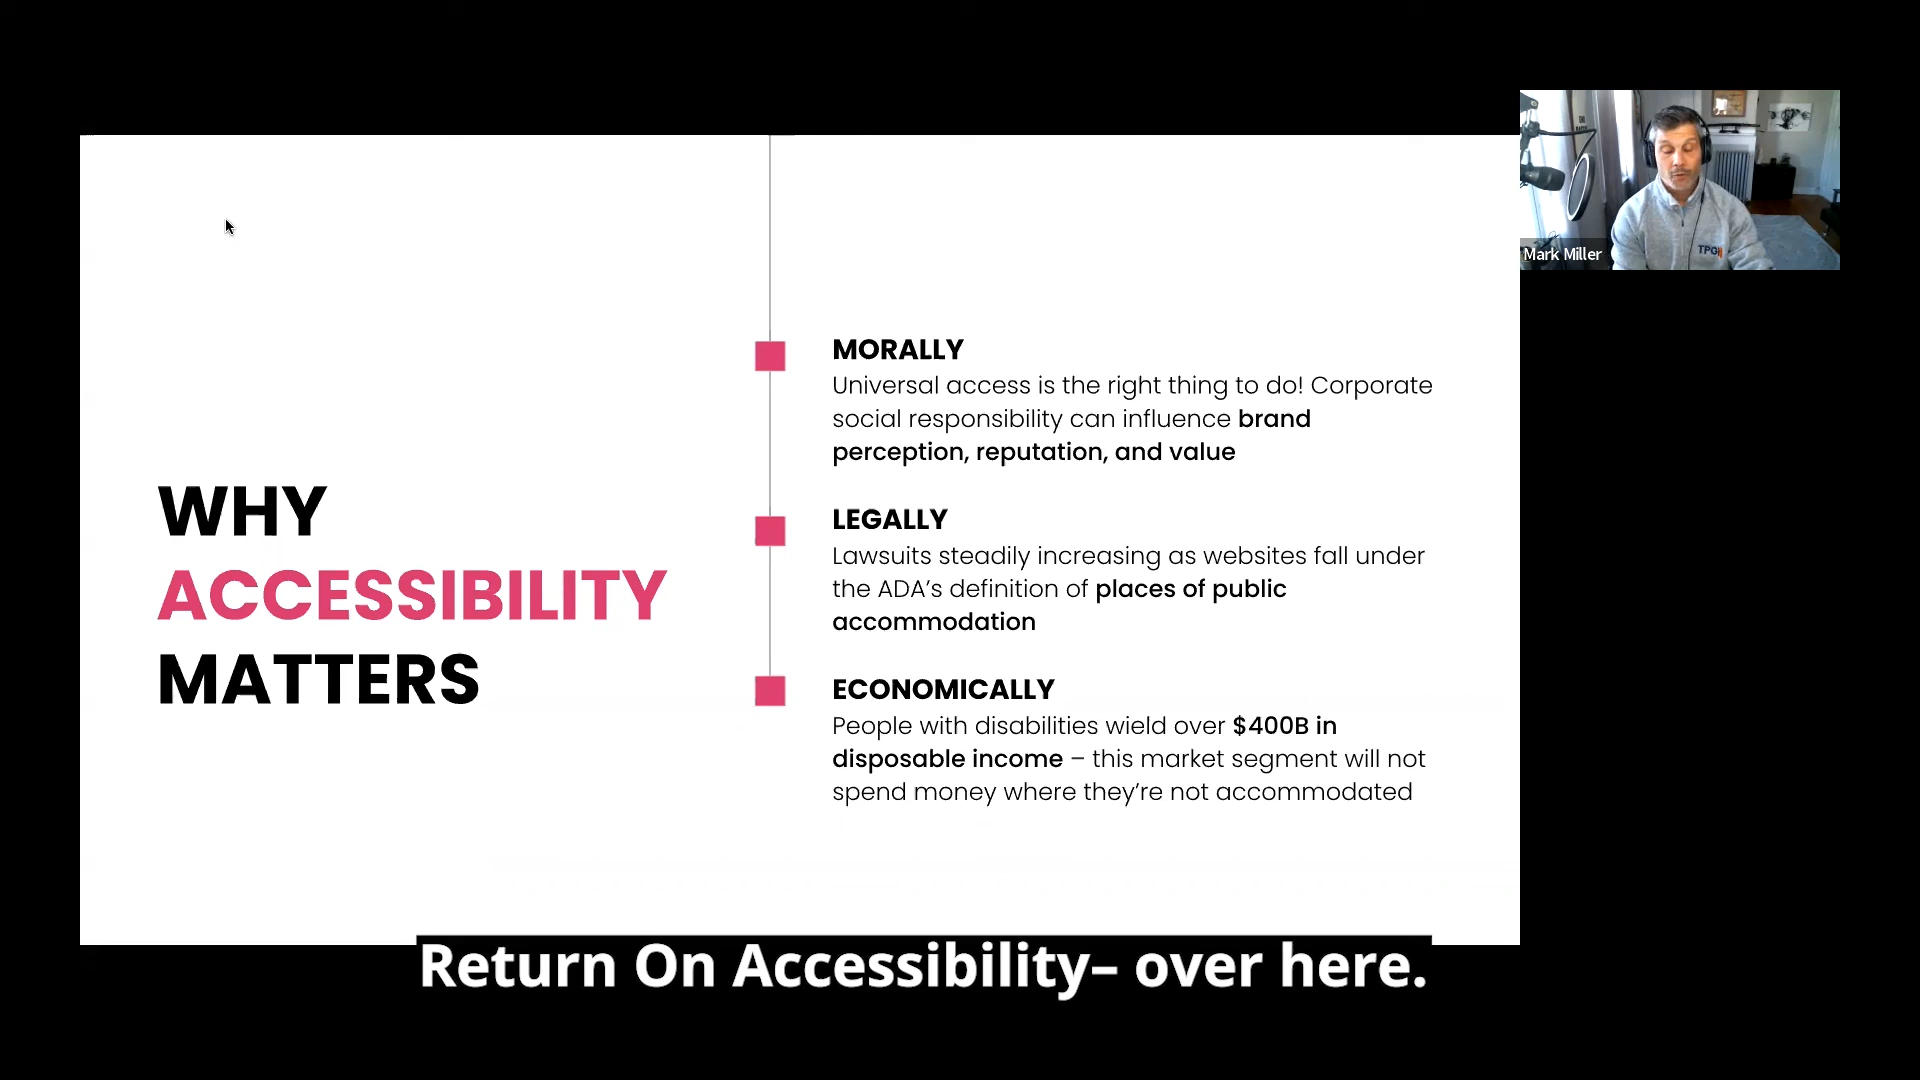 WHY
ACCESSIBILITY
MATTERS
MORALLY
Universal access is the right thing to do! Corporate
social responsibility can influence brand
perception, reputation, and value
LEGALLY
Lawsuits steadily increasing as websites fall under
the ADA’s definition of places of public
accommodation
ECONOMICALLY
People with disabilities wield over $400B in
disposable income – this market segment will not
spend money where they’re not accommodated
TPGi
Mark Miller
Return On Accessibility– over here.